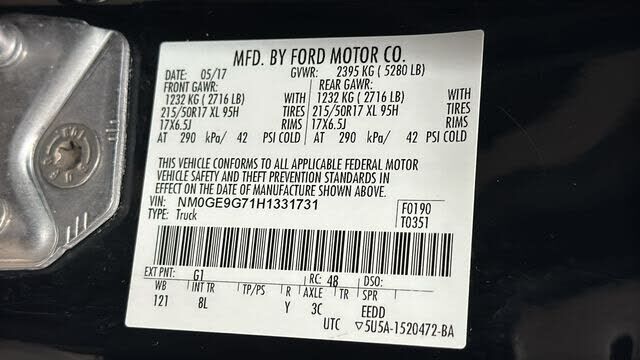 MFD. BY FORD MOTOR CO.
DATE: 05/17 GVWR: 2395 KG ( 5280 LB)
FRONT GAWR: REAR GAWR:
1232 KG ( 2716 LB) WITH 1232 KG ( 2716 LB) WITH
215/50R17 XL 95H TIRES 215/50R17 XL 95H TIRES
17X6.5J RIMS 17X6.5J RIMS
AT 290 kPa/ 42 PSI COLD AT 290 kPa/ 42 PSI COLD
THIS VEHICLE CONFORMS TO ALL APPLICABLE FEDERAL MOTOR
VEHICLE SAFETY AND THEFT PREVENTION STANDARDS IN
EFFECT ON THE DATE OF MANUFACTURE SHOWN ABOVE.
VIN: NM0GE9G71H1331731 F0190
TYPE: Truck T0351
EXT PNT: G1 RC: 48 DSO:
WB INT TR TP/PS R AXLE TR SPR
121 8L Y 3C EEDD
UTC ▽5U5A-1520472-BA